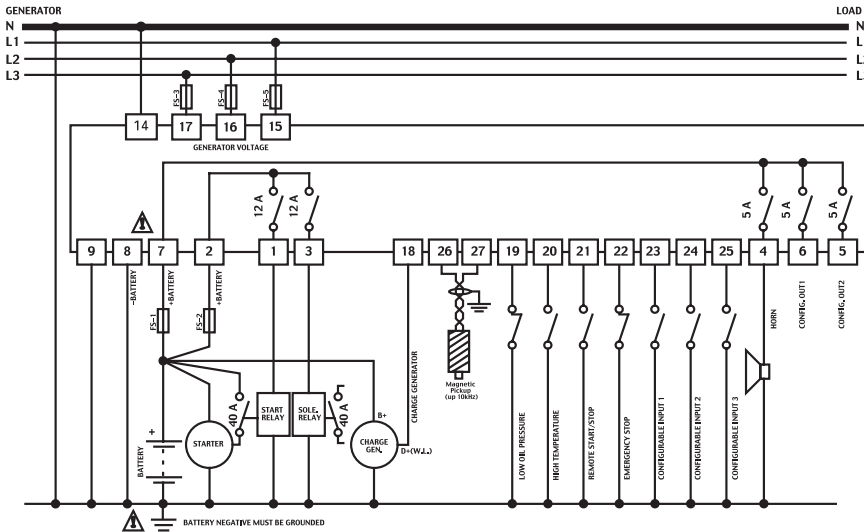 GENERATOR
LOAD
N
N
L1
L
L2
L2
L3
L3
FS-3
FS-4
FS-5
14
17
16
15
GENERATOR VOLTAGE
12 A
12 A
5 A
5 A
5 A
9
8
7
2
1
3
18
26
27
19
20
21
22
23
24
25
4
6
5
-BATTERY
+BATTERY
+BATTERY
FS-1
FS-2
CHARGE GENERATOR
Magnetic
Pickup
(up 10kHz)
HORN
CONFIG. OUT1
CONFIG. OUT2
40 A
START
RELAY
SOLE.
RELAY
40 A
B+
STARTER
CHARGE
GEN.
D+(W.L.)
+
BATTERY
LOW OIL PRESSURE
HIGH TEMPERATURE
REMOTE START/STOP
EMERGENCY STOP
CONFIGURABLE INPUT 1
CONFIGURABLE INPUT 2
CONFIGURABLE INPUT 3
BATTERY NEGATIVE MUST BE GROUNDED